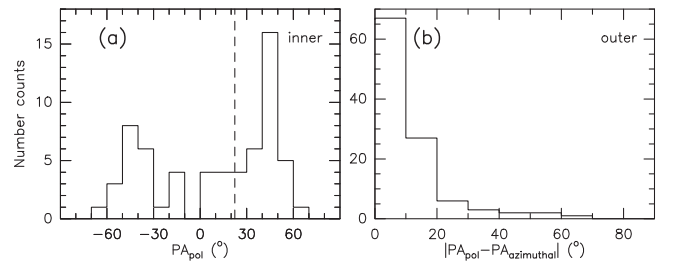 (a) inner
15
10
5
0
Number counts
−60 −30 0 30 60
PA_pol (°)
(b) outer
60
40
20
0
0 20 40 60 80
|PA_pol−PA_azimuthal| (°)